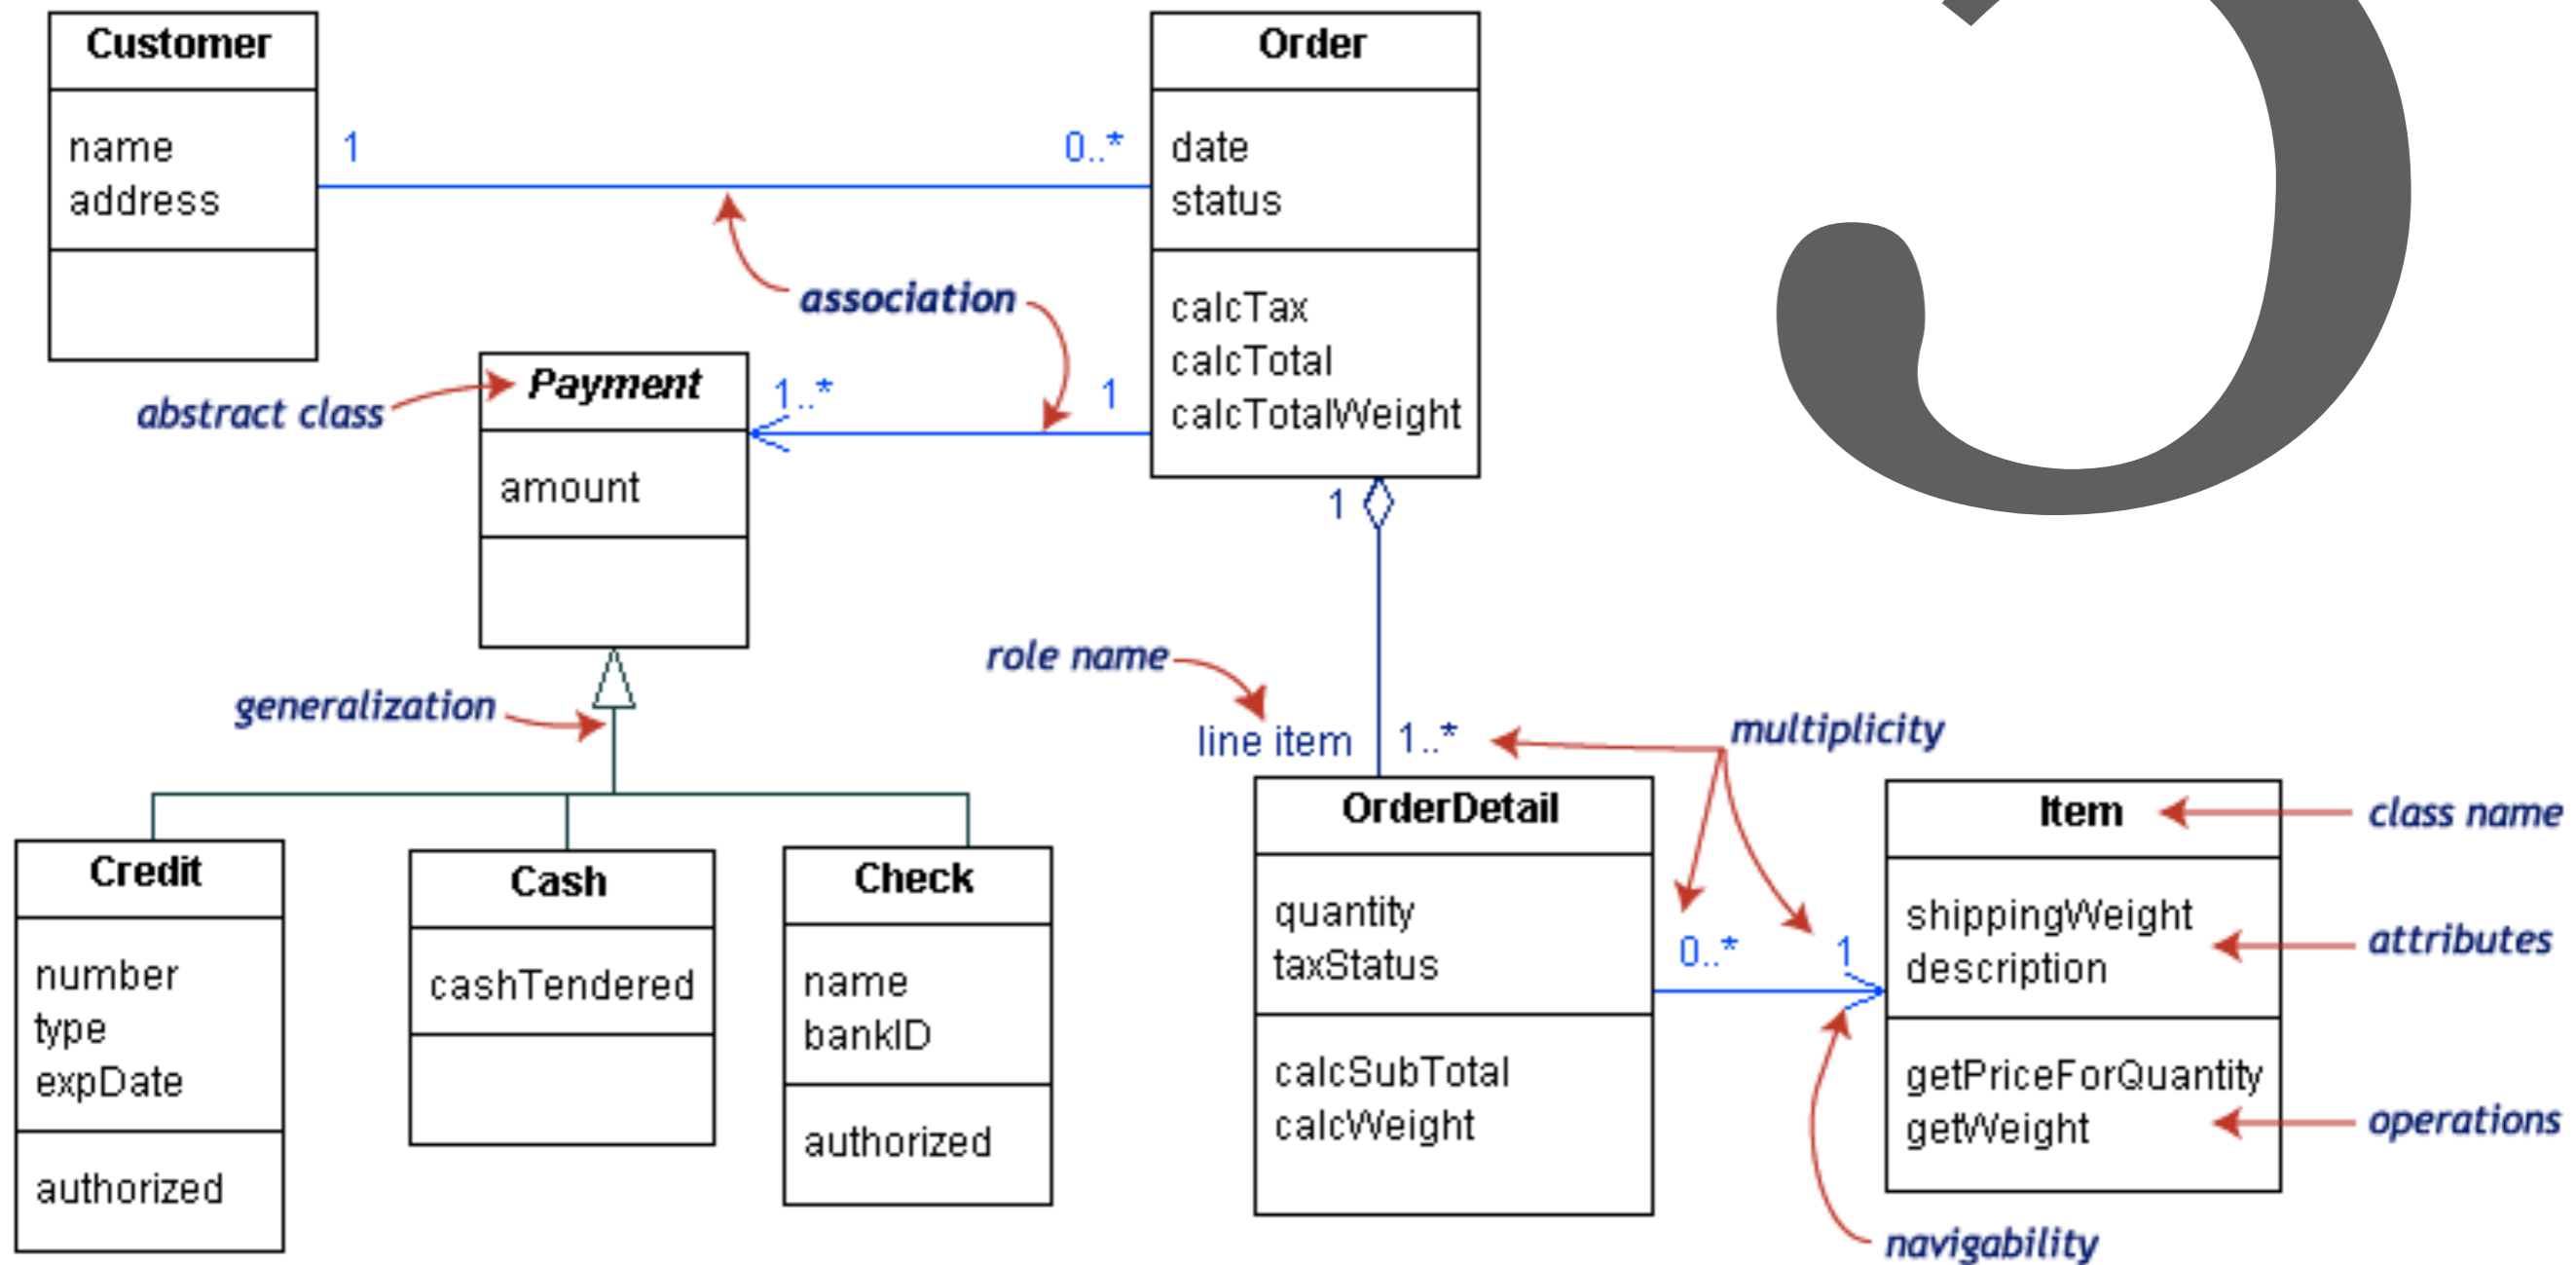 Customer
name
address
1
0..*
association
Order
date
status
calcTax
calcTotal
calcTotalWeight
abstract class
Payment
amount
1..*
1
generalization
Credit
number
type
expDate
authorized
Cash
cashTendered
Check
name
bankID
authorized
1
role name
line item
1..*
multiplicity
OrderDetail
quantity
taxStatus
calcSubTotal
calcWeight
0..*
1
navigability
Item
shippingWeight
description
getPriceForQuantity
getWeight
class name
attributes
operations